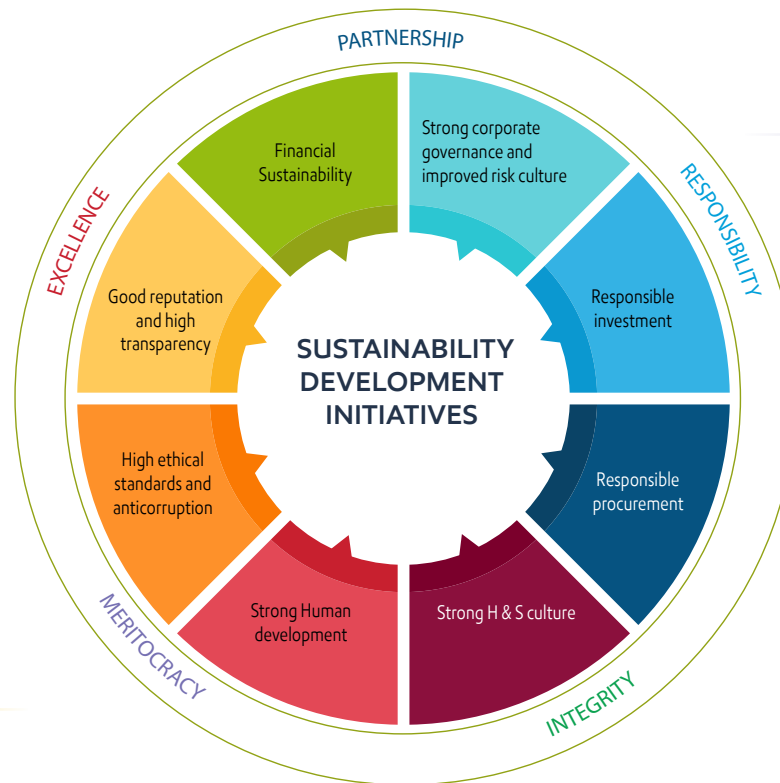 PARTNERSHIP
RESPONSIBILITY
INTEGRITY
MERITOCRACY
EXCELLENCE
Financial
Sustainability
Strong corporate
governance and
improved risk culture
Responsible
investment
Responsible
procurement
Strong H & S culture
Strong Human
development
High ethical
standards and
anticorruption
Good reputation
and high
transparency
SUSTAINABILITY
DEVELOPMENT
INITIATIVES